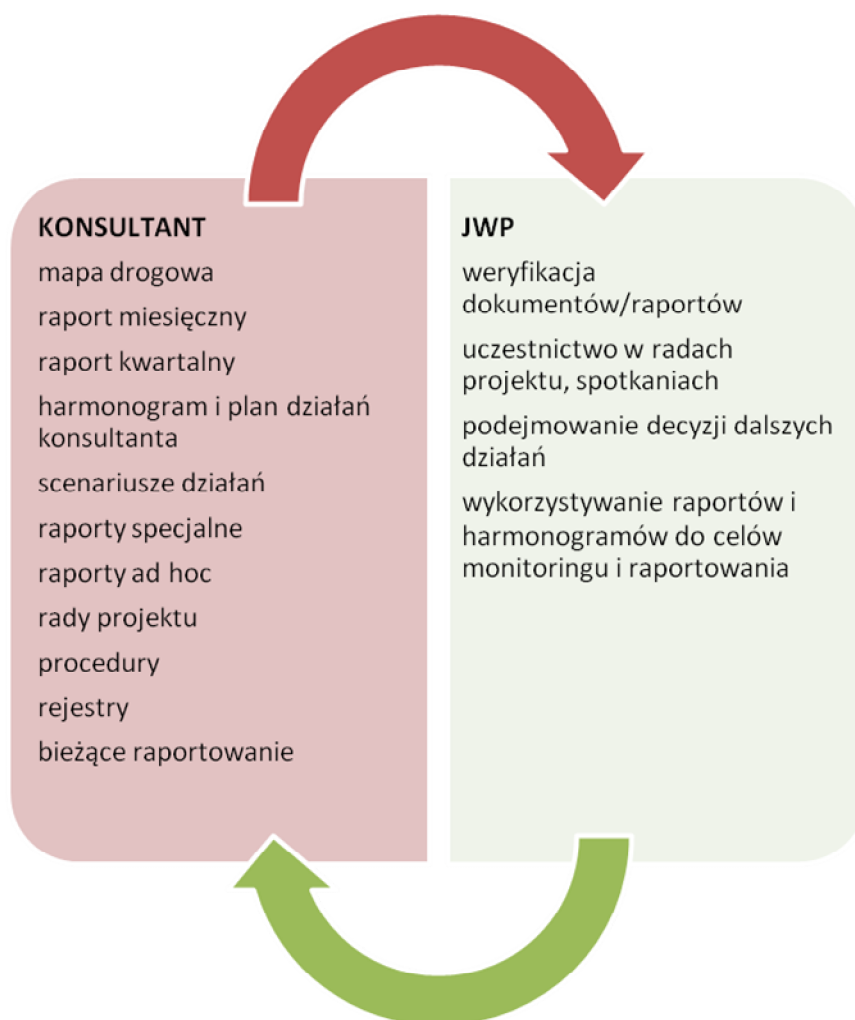 KONSULTANT
mapa drogowa
raport miesięczny
raport kwartalny
harmonogram i plan działań
konsultanta
scenariusze działań
raporty specjalne
raporty ad hoc
rady projektu
procedury
rejestry
bieżące raportowanie
JWP
weryfikacja
dokumentów/raportów
uczestnictwo w radach
projektu, spotkaniach
podejmowanie decyzji dalszych
działań
wykorzystywanie raportów i
harmonogramów do celów
monitoringu i raportowania